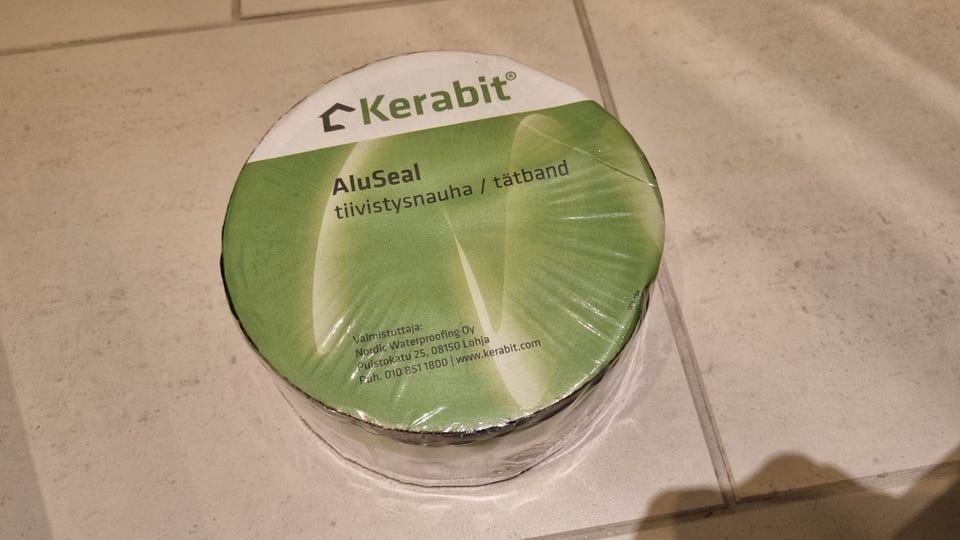 Kerabit®
AluSeal
tiivistysnauha / tätband
Valmistuttaja:
Nordic Waterproofing Oy
Puistokatu 25, 08150 Lohja
Puh. 010 851 1800 | www.kerabit.com